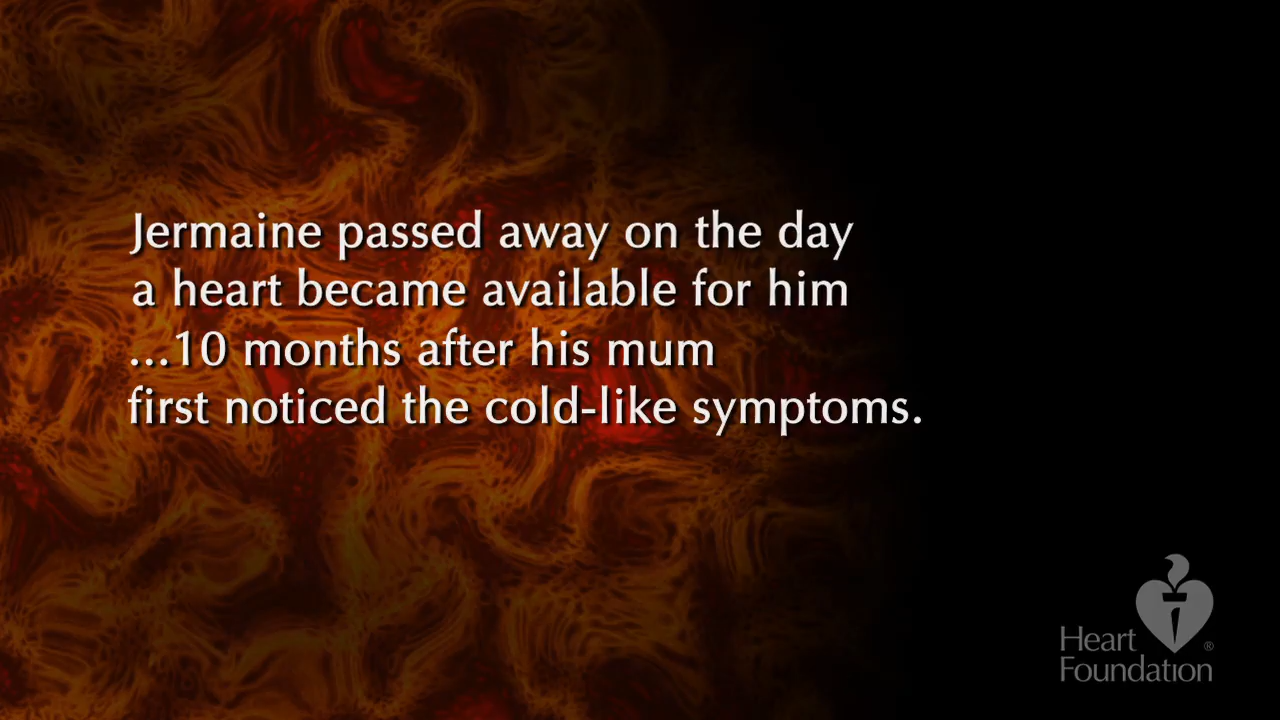 Jermaine passed away on the day
a heart became available for him
...10 months after his mum
first noticed the cold-like symptoms.
Heart
Foundation
®